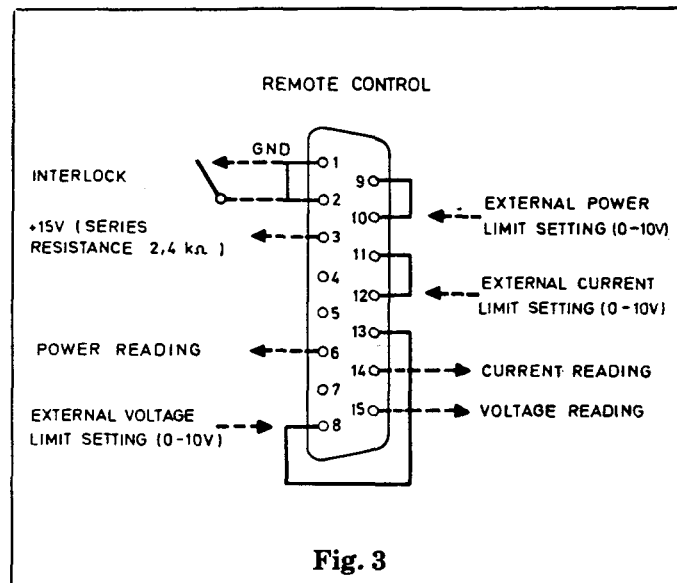 REMOTE CONTROL
GND
INTERLOCK
+15V (SERIES
RESISTANCE 2,4 kΩ)
POWER READING
EXTERNAL VOLTAGE
LIMIT SETTING (0-10V)
1
2
3
4
5
6
7
8
9
10
11
12
13
14
15
EXTERNAL POWER
LIMIT SETTING (0-10V)
EXTERNAL CURRENT
LIMIT SETTING (0-10V)
CURRENT READING
VOLTAGE READING
Fig. 3